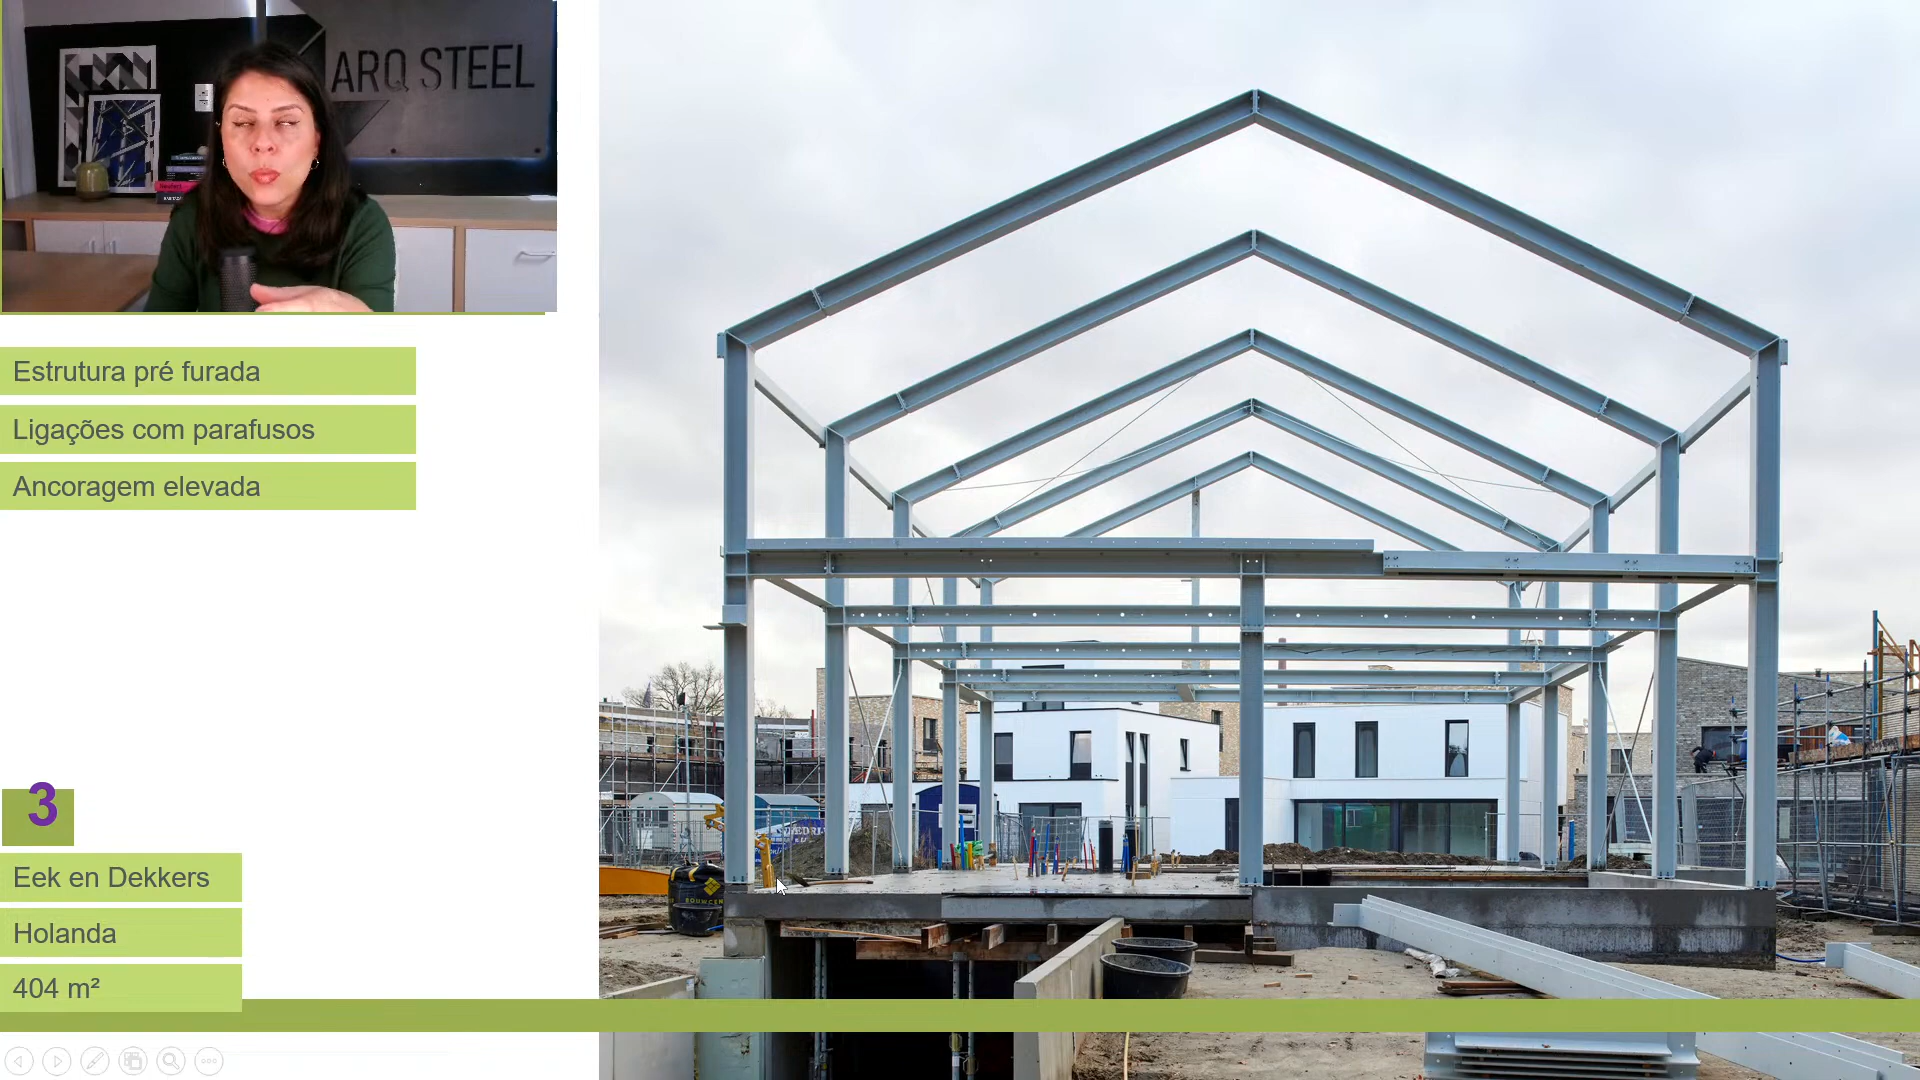 ARQ STEEL
Estrutura pré furada
Ligações com parafusos
Ancoragem elevada
3
Eek en Dekkers
Holanda
404 m²